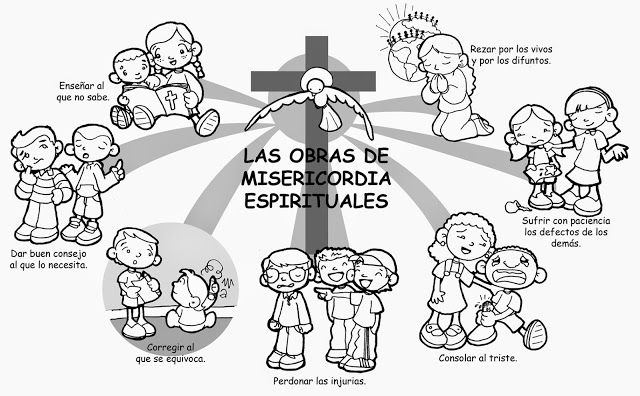 LAS OBRAS DE
MISERICORDIA
ESPIRITUALES
Enseñar al
que no sabe.
Rezar por los vivos
y por los difuntos.
Dar buen consejo
al que lo necesita.
Sufrir con paciencia
los defectos de los
demás.
Corregir al
que se equivoca.
Perdonar las injurias.
Consolar al triste.